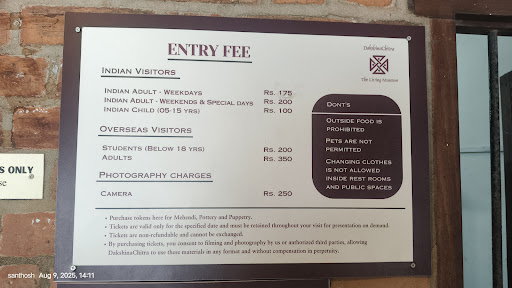 ENTRY FEE
DakshinaChitra
The Living Museum
INDIAN VISITORS
INDIAN ADULT - WEEKDAYS RS. 175
INDIAN ADULT - WEEKENDS & SPECIAL DAYS RS. 200
INDIAN CHILD (05-15 YRS) RS. 100
OVERSEAS VISITORS
STUDENTS (BELOW 18 YRS) RS. 200
ADULTS RS. 350
PHOTOGRAPHY CHARGES
CAMERA RS. 250
DONT'S
OUTSIDE FOOD IS
PROHIBITED
PETS ARE NOT
PERMITTED
CHANGING CLOTHES
IS NOT ALLOWED
INSIDE REST ROOMS
AND PUBLIC SPACES
• Purchase tokens here for Mehendi, Pottery and Puppetry.
• Tickets are valid only for the specified date and must be retained throughout your visit for presentation on demand.
• Tickets are non-refundable and cannot be exchanged.
• By purchasing tickets, you consent to filming and photography by us or authorized third parties, allowing
DakshinaChitra to use these materials in any format and without compensation in perpetuity.
S ONLY
se
santhosh Aug 9, 2025, 14:11